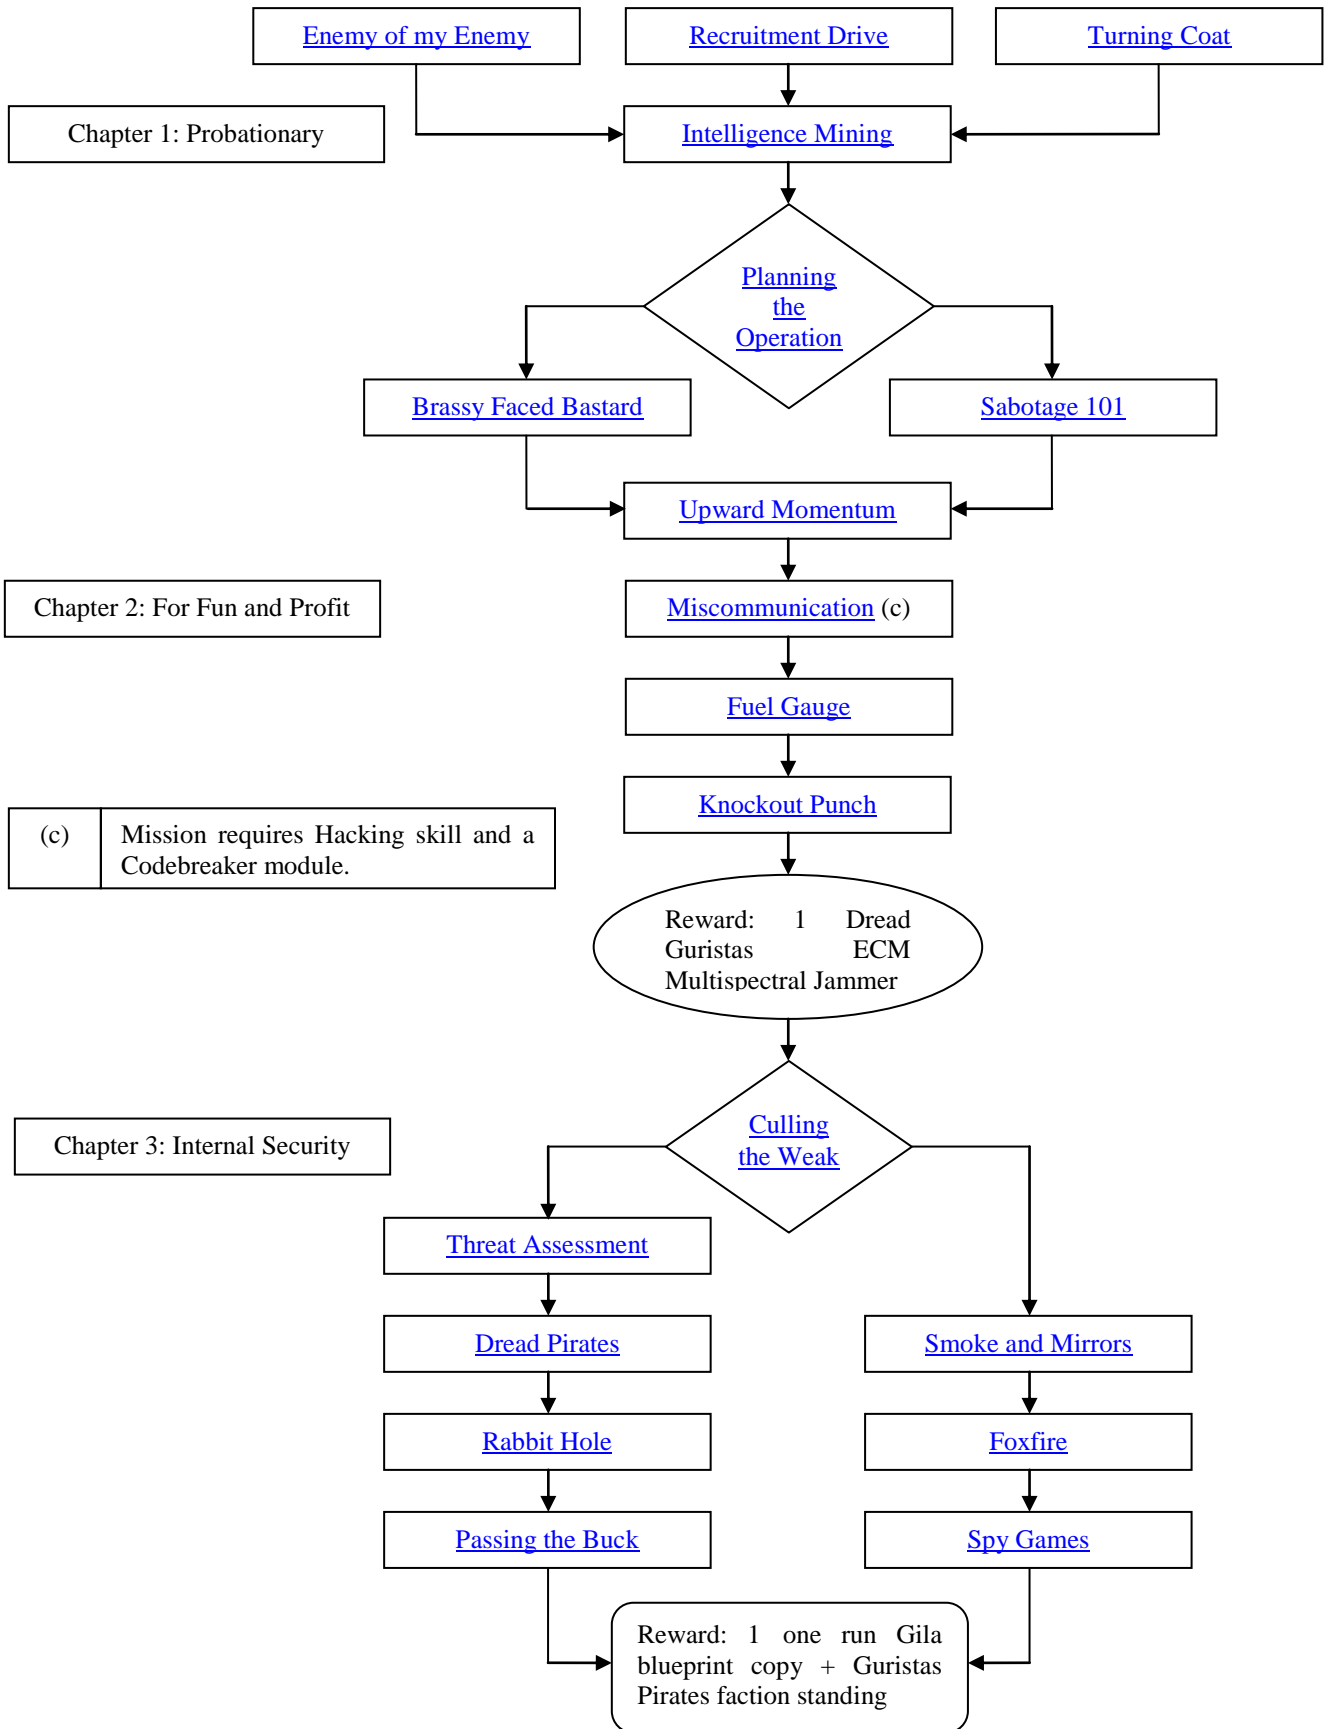 Enemy of my Enemy
Recruitment Drive
Turning Coat
Chapter 1: Probationary
Intelligence Mining
Planning
the
Operation
Brassy Faced Bastard
Sabotage 101
Upward Momentum
Chapter 2: For Fun and Profit
Miscommunication (c)
Fuel Gauge
Knockout Punch
(c)
Mission requires Hacking skill and a
Codebreaker module.
Reward: 1 Dread
Guristas ECM
Multispectral Jammer
Culling
the Weak
Chapter 3: Internal Security
Threat Assessment
Dread Pirates
Smoke and Mirrors
Rabbit Hole
Foxfire
Passing the Buck
Spy Games
Reward: 1 one run Gila
blueprint copy + Guristas
Pirates faction standing